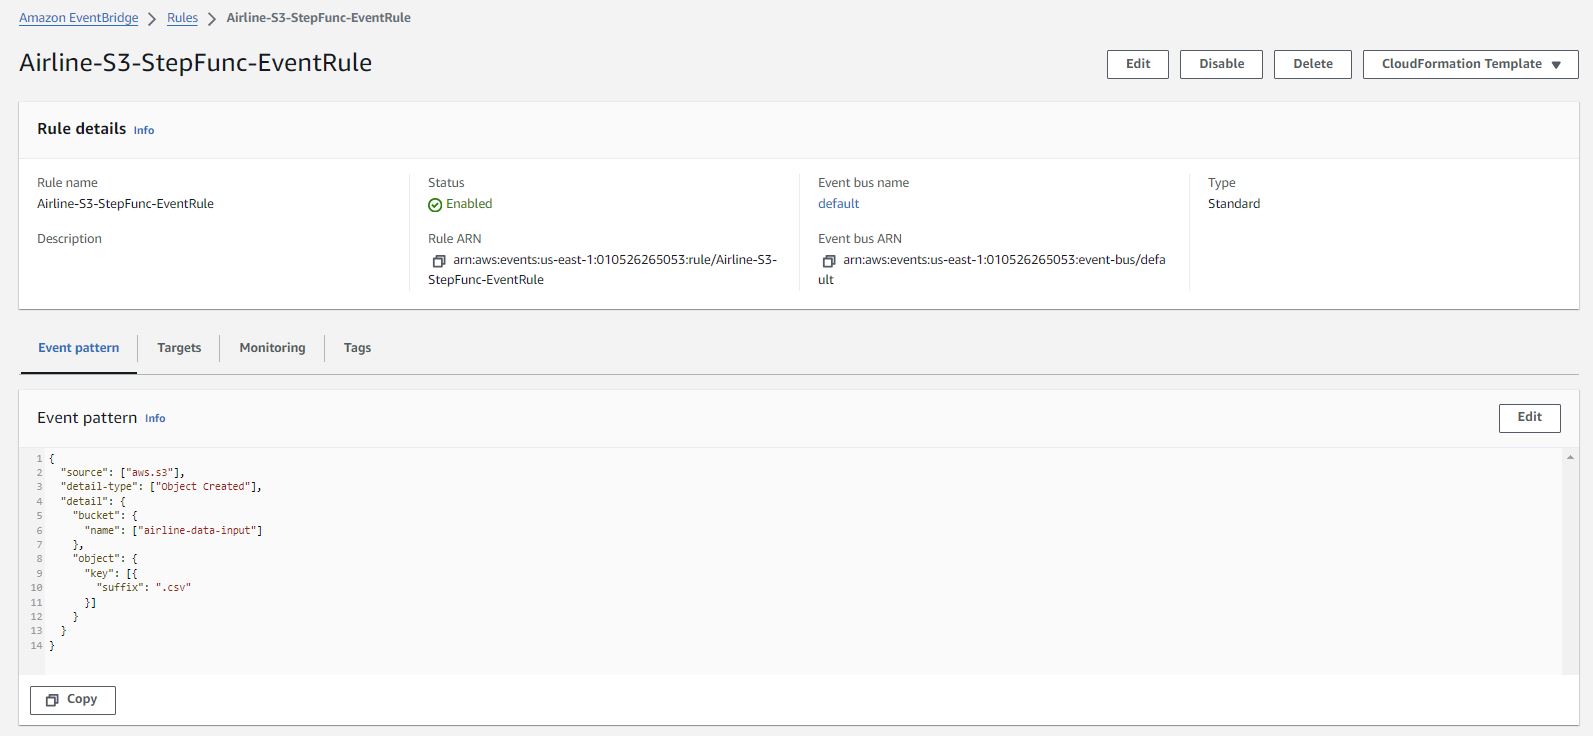 Amazon EventBridge > Rules > Airline-S3-StepFunc-EventRule
Airline-S3-StepFunc-EventRule
Edit
Disable
Delete
CloudFormation Template ▼
Rule details Info
Rule name
Airline-S3-StepFunc-EventRule
Description
Status
Enabled
Rule ARN
arn:aws:events:us-east-1:010526265053:rule/Airline-S3-
StepFunc-EventRule
Event bus name
default
Event bus ARN
arn:aws:events:us-east-1:010526265053:event-bus/defa
ult
Type
Standard
Event pattern
Targets
Monitoring
Tags
Event pattern Info
Edit
1 {
2   "source": ["aws.s3"],
3   "detail-type": ["Object Created"],
4   "detail": {
5     "bucket": {
6       "name": ["airline-data-input"]
7     },
8     "object": {
9       "key": [{
10         "suffix": ".csv"
11       }]
12     }
13   }
14 }
Copy